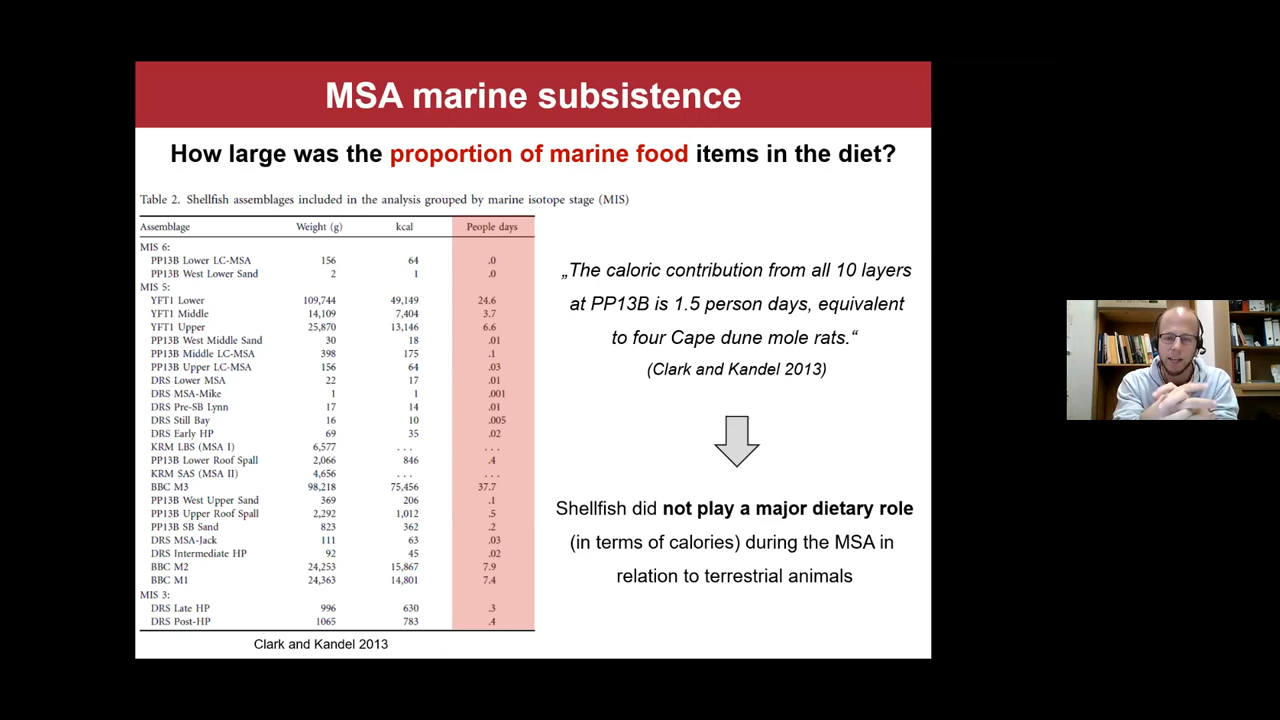 MSA marine subsistence
How large was the proportion of marine food items in the diet?
Table 2. Shellfish assemblages included in the analysis grouped by marine isotope stage (MIS)
Assemblage Weight (g) kcal People days
MIS 6:
PP13B Lower LC-MSA 156 64 .0
PP13B West Lower Sand 2 1 .0
MIS 5:
YFT1 Lower 109,744 49,149 24.6
YFT1 Middle 14,109 7,404 3.7
YFT1 Upper 25,870 13,146 6.6
PP13B West Middle Sand 30 18 .01
PP13B Middle LC-MSA 398 175 .1
PP13B Upper LC-MSA 156 64 .03
DRS Lower MSA 22 17 .01
DRS MSA-Mike 1 1 .001
DRS Pre-SB Lynn 17 14 .01
DRS Still Bay 16 10 .005
DRS Early HP 69 35 .02
KRM LBS (MSA I) 6,577 . . . . . .
PP13B Lower Roof Spall 2,066 846 .4
KRM SAS (MSA II) 4,656 . . . . . .
BBC M3 98,218 75,456 37.7
PP13B West Upper Sand 369 206 .1
PP13B Upper Roof Spall 2,292 1,012 .5
PP13B SB Sand 823 362 .2
DRS MSA-Jack 111 63 .03
DRS Intermediate HP 92 45 .02
BBC M2 24,253 15,867 7.9
BBC M1 24,363 14,801 7.4
MIS 3:
DRS Late HP 996 630 .3
DRS Post-HP 1065 783 .4
Clark and Kandel 2013
„The caloric contribution from all 10 layers
at PP13B is 1.5 person days, equivalent
to four Cape dune mole rats.“
(Clark and Kandel 2013)
Shellfish did not play a major dietary role
(in terms of calories) during the MSA in
relation to terrestrial animals